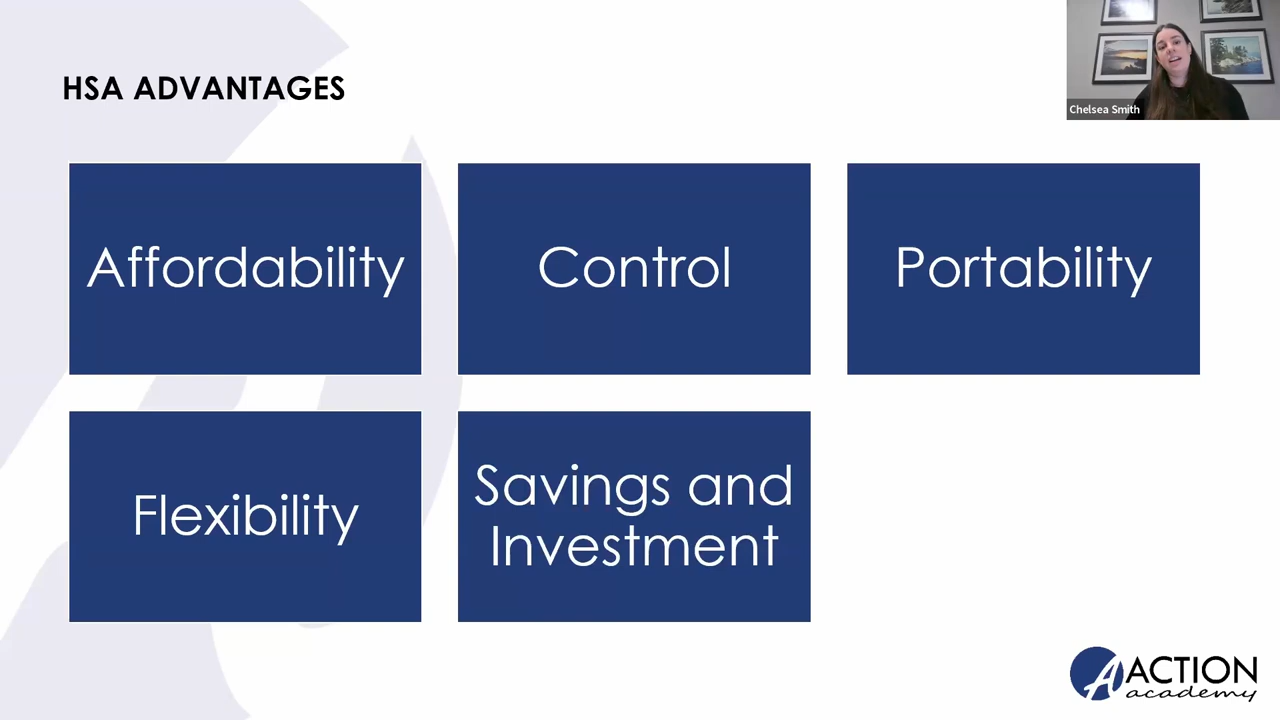 HSA ADVANTAGES
Chelsea Smith
Affordability
Control
Portability
Flexibility
Savings and
Investment
A ACTION
academy